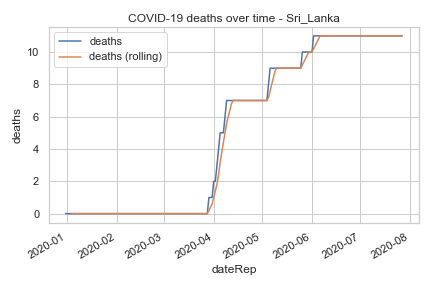 COVID-19 deaths over time - Sri_Lanka
deaths
deaths (rolling)
deaths
10
8
6
4
2
0
2020-01
2020-02
2020-03
2020-04
2020-05
2020-06
2020-07
2020-08
dateRep